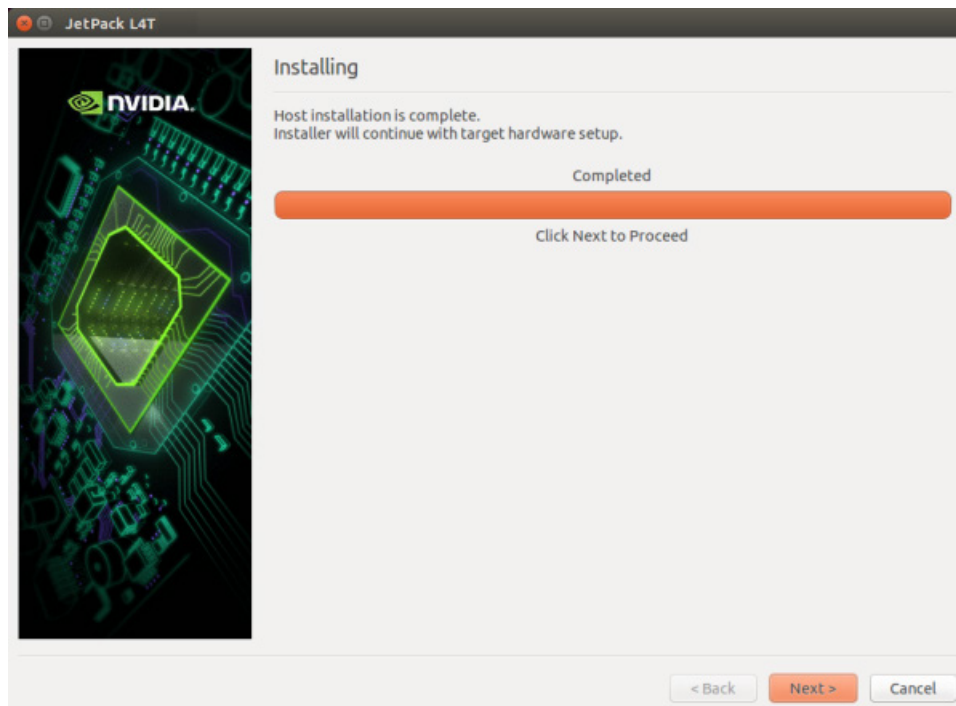 JetPack L4T
NVIDIA.
Installing
Host installation is complete.
Installer will continue with target hardware setup.
Completed
Click Next to Proceed
< Back
Next >
Cancel